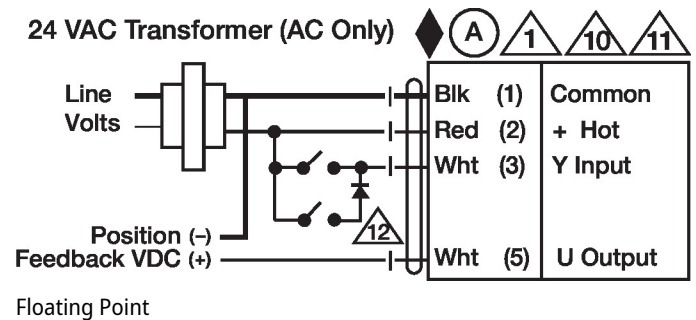 24 VAC Transformer (AC Only) A 1 10 11
Line
Volts
Blk (1) Common
Red (2) + Hot
Wht (3) Y Input
12
Position (-)
Feedback VDC (+)
Wht (5) U Output
Floating Point